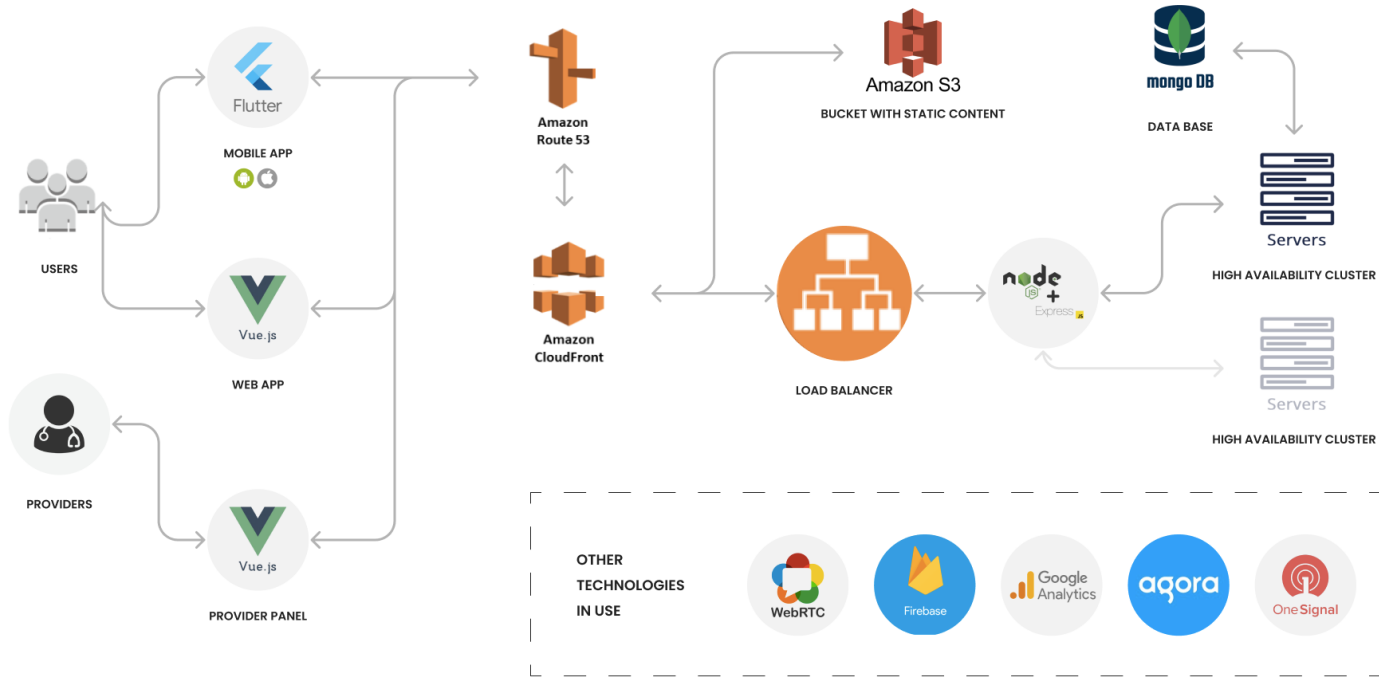 Flutter
MOBILE APP
USERS
Vue.js
WEB APP
PROVIDERS
Vue.js
PROVIDER PANEL
Amazon
Route 53
Amazon
CloudFront
Amazon S3
BUCKET WITH STATIC CONTENT
LOAD BALANCER
node
JS
+
Express
JS
mongo DB
DATA BASE
Servers
HIGH AVAILABILITY CLUSTER
Servers
HIGH AVAILABILITY CLUSTER
OTHER
TECHNOLOGIES
IN USE
WebRTC
Firebase
Google
Analytics
agora
OneSignal